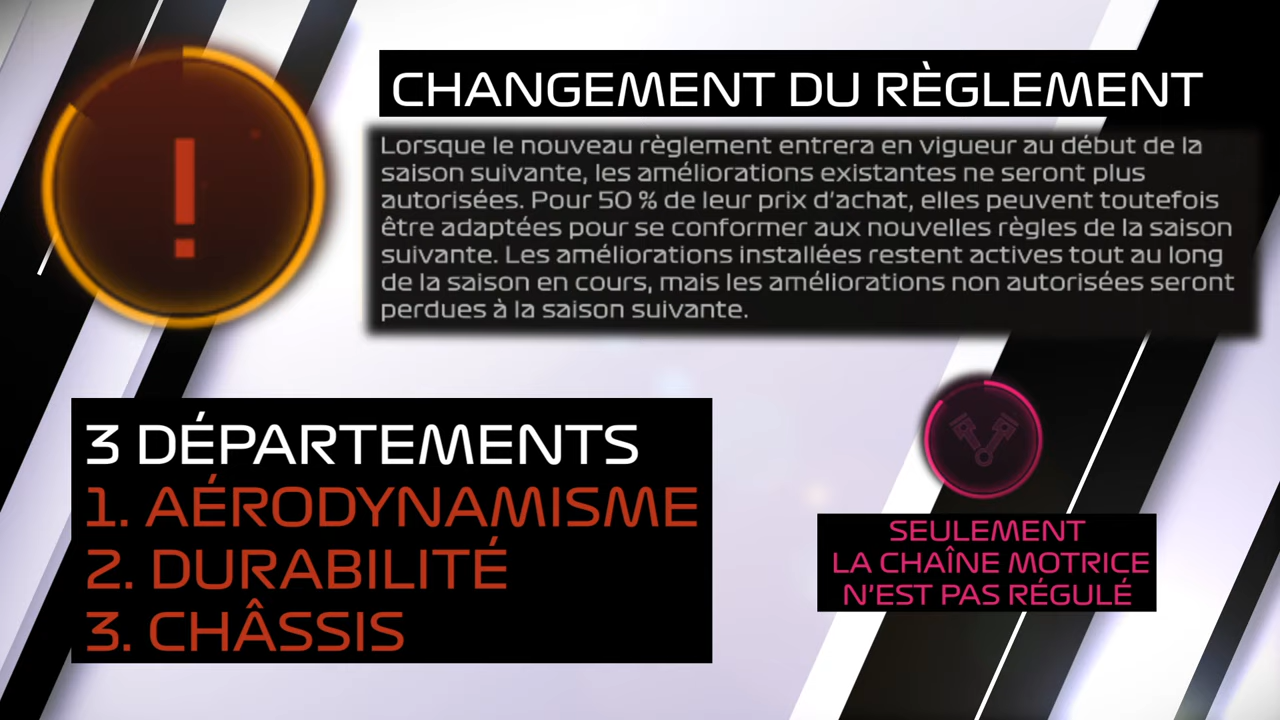 CHANGEMENT DU RÈGLEMENT
Lorsque le nouveau règlement entrera en vigueur au début de la
saison suivante, les améliorations existantes ne seront plus
autorisées. Pour 50 % de leur prix d'achat, elles peuvent toutefois
être adaptées pour se conformer aux nouvelles règles de la saison
suivante. Les améliorations installées restent actives tout au long
de la saison en cours, mais les améliorations non autorisées seront
perdues à la saison suivante.
3 DÉPARTEMENTS
1. AÉRODYNAMISME
2. DURABILITÉ
3. CHÂSSIS
SEULEMENT
LA CHAÎNE MOTRICE
N'EST PAS RÉGULÉ